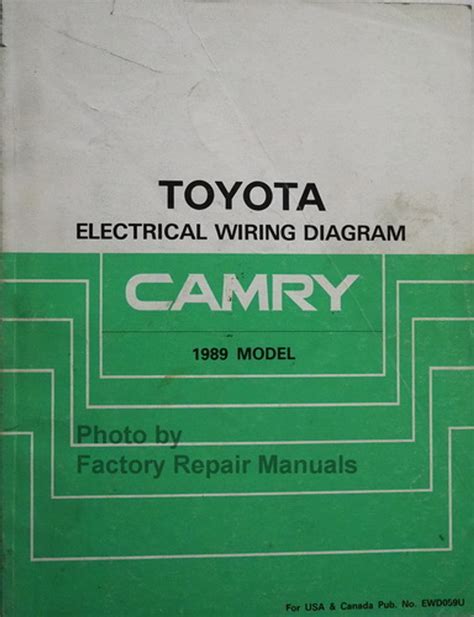 TOYOTA
ELECTRICAL WIRING DIAGRAM
CAMRY
1989 MODEL
Photo by
Factory Repair Manuals
For USA & Canada Pub. No. EWD059U